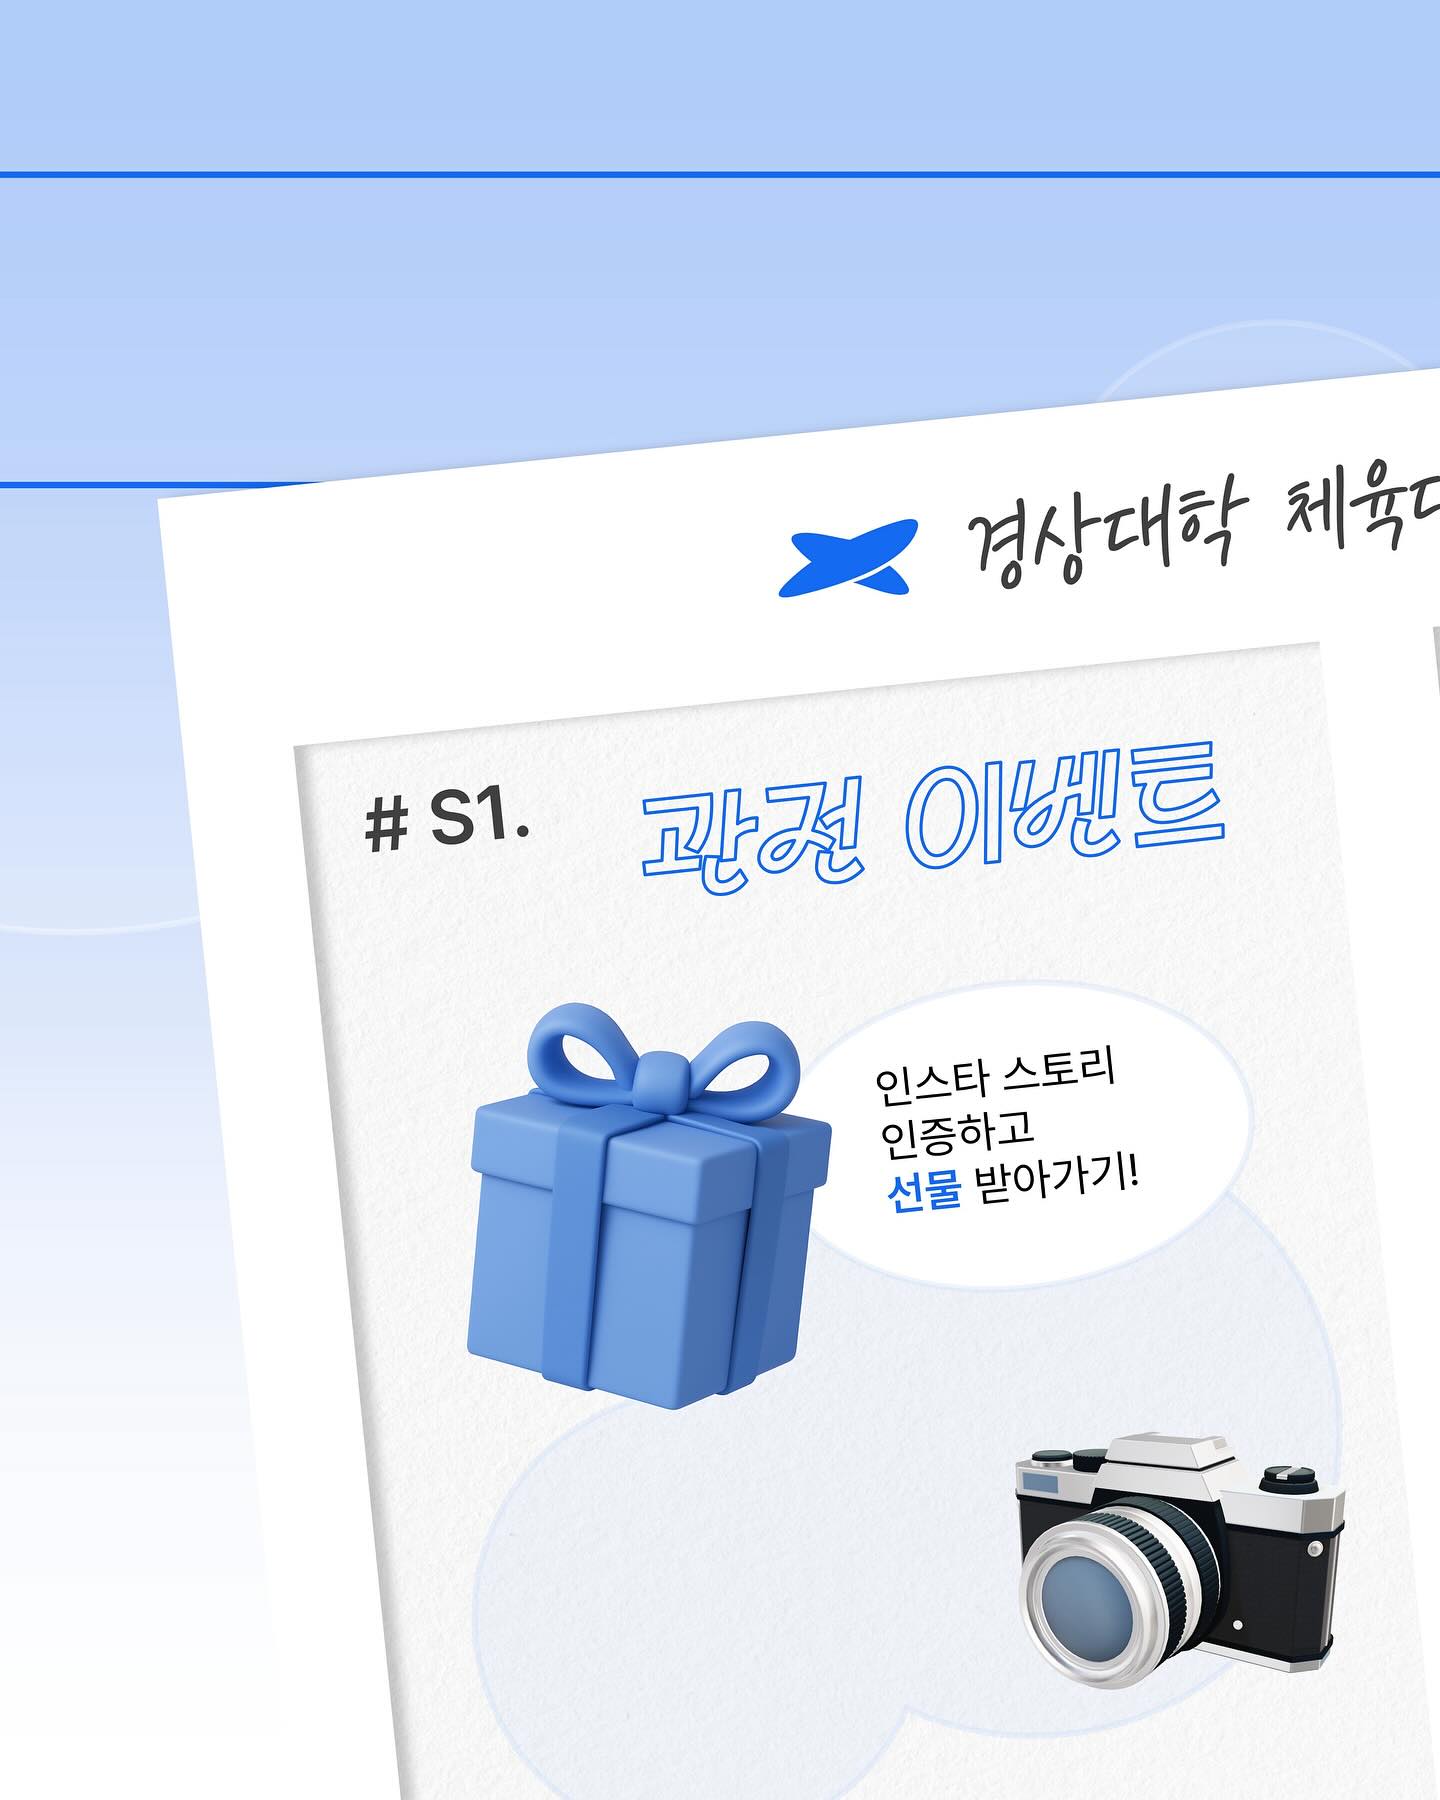 경상대학 체육
# S1.
관전 이벤트
인스타 스토리
인증하고
선물 받아가기!